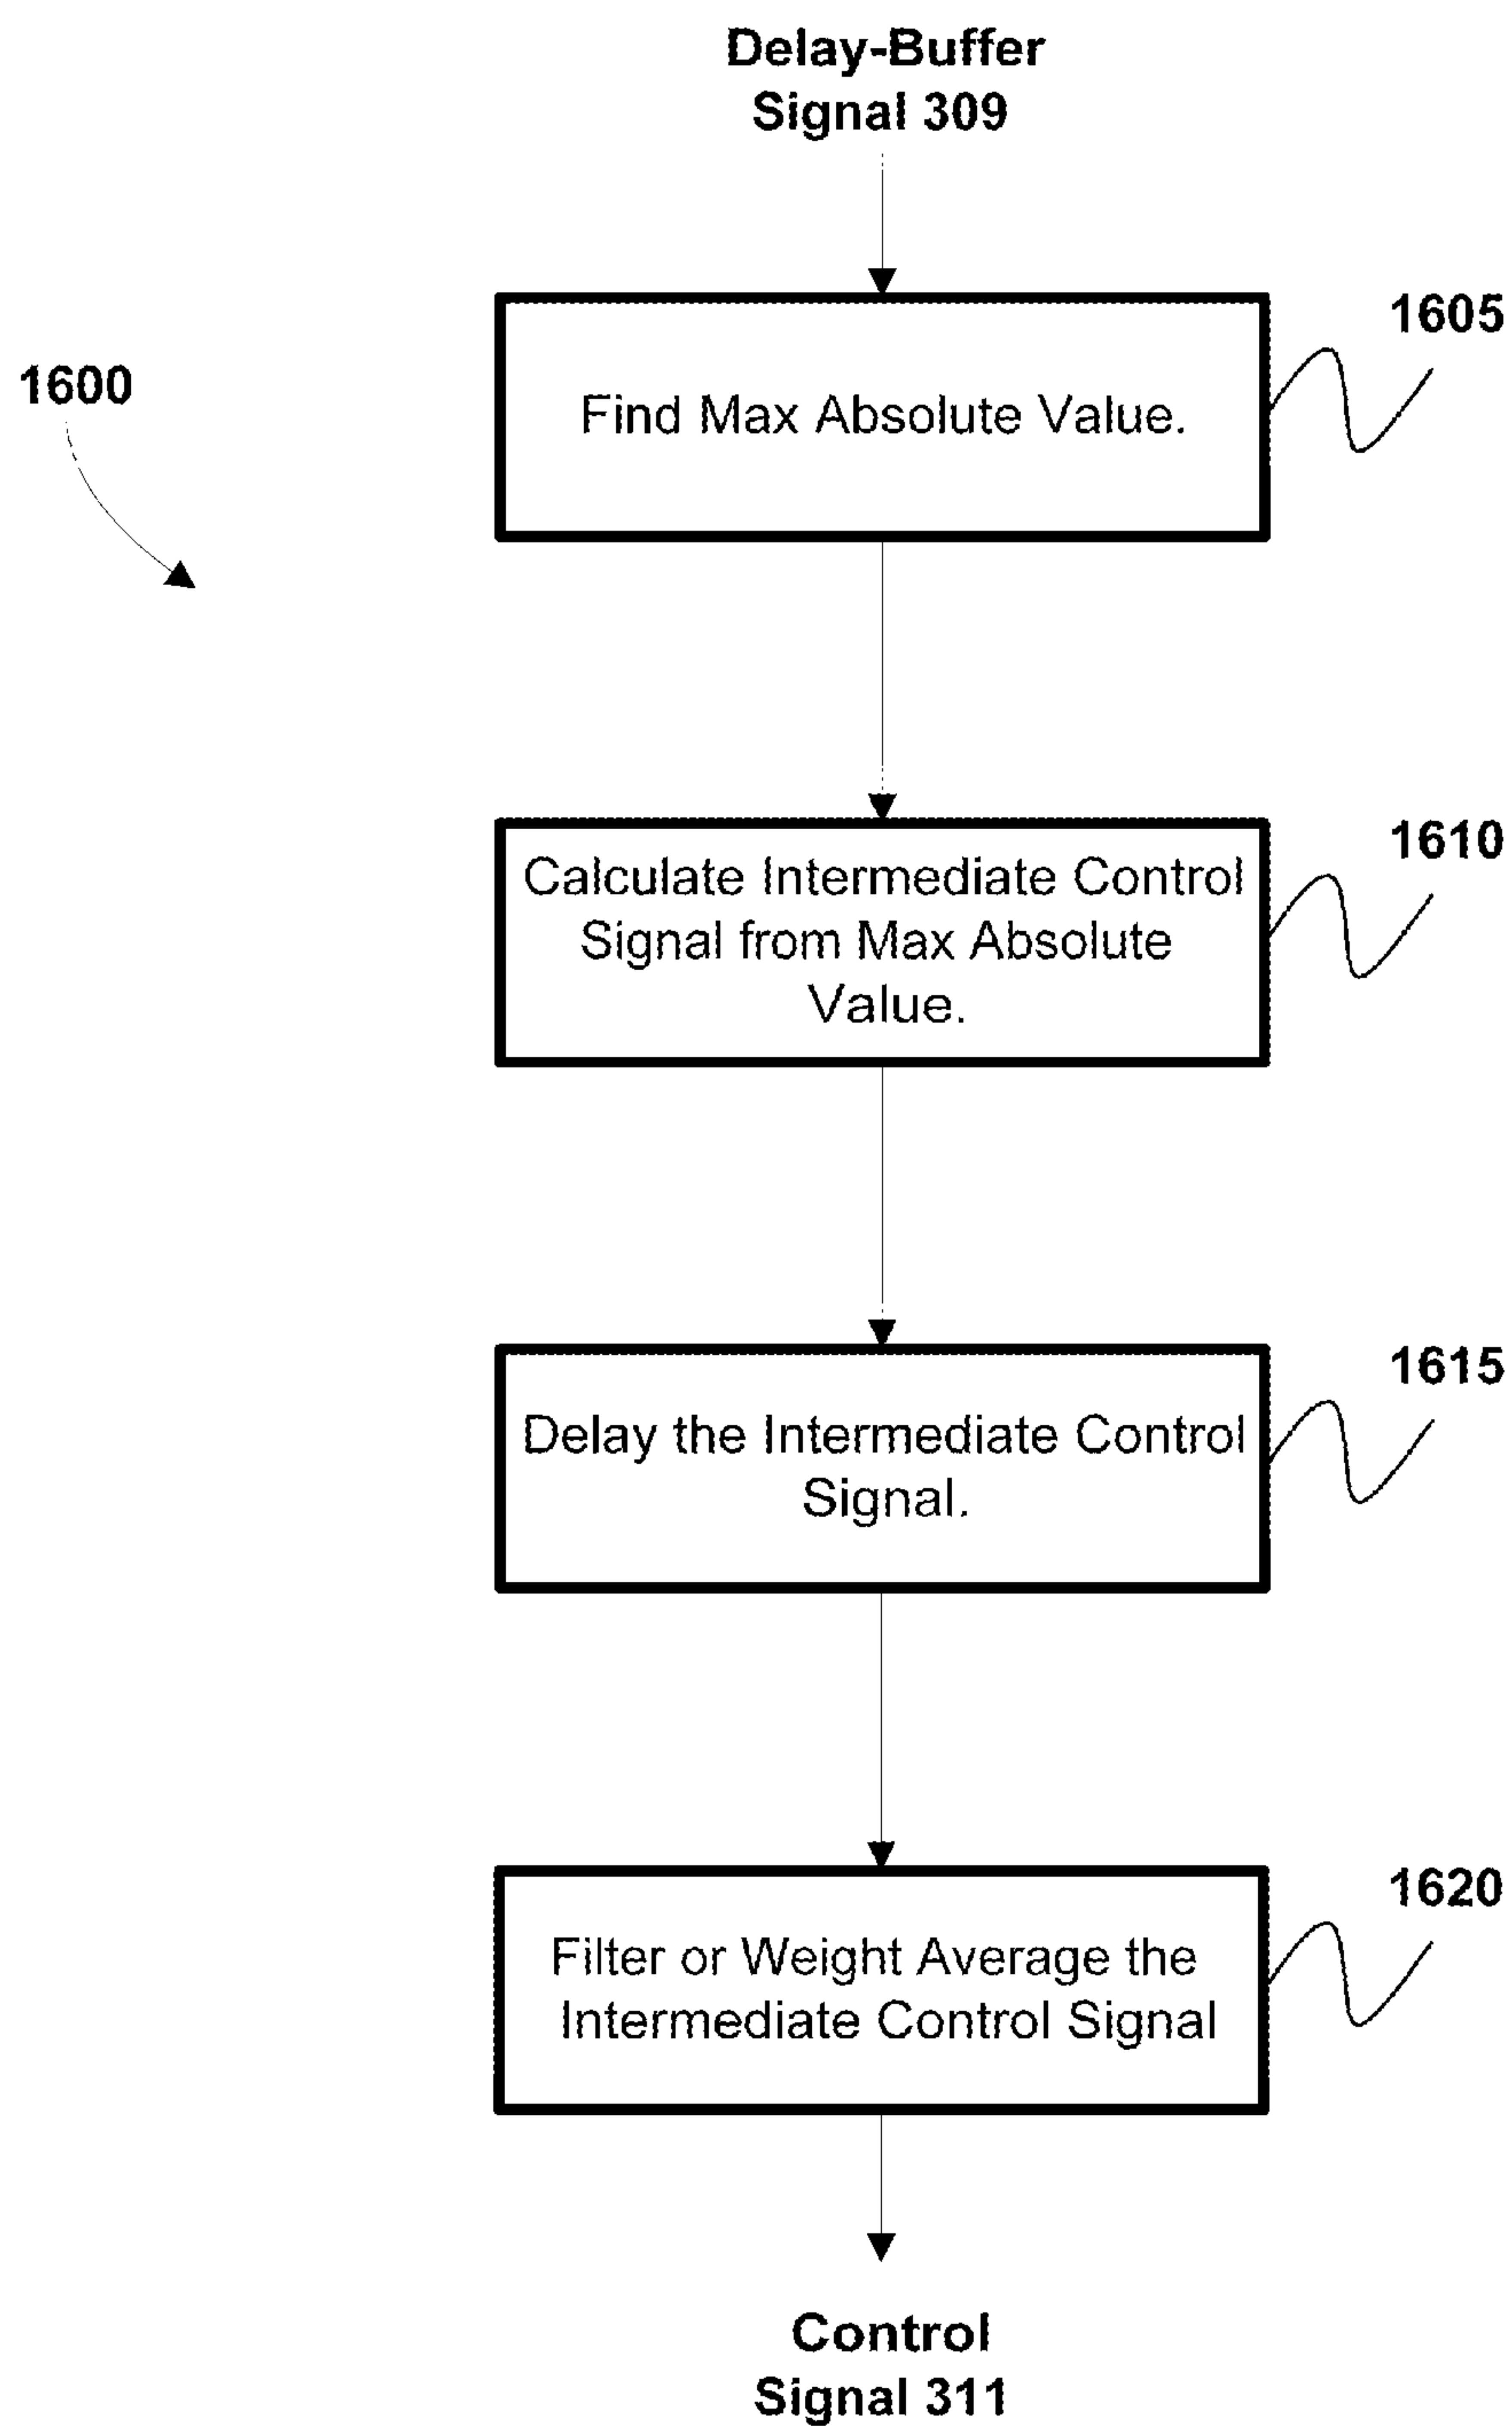 Delay-Buffer
Signal 309
1605
1600
Find Max Absolute Value.
1610
Calculate Intermediate Control
Signal from Max Absolute
Value.
1615
Delay the Intermediate Control
Signal.
1620
Filter or Weight Average the
Intermediate Control Signal
Control
Signal 311